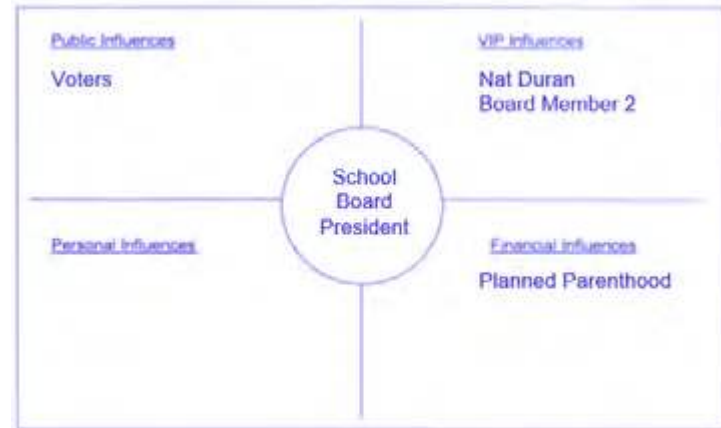 Public Influences
Voters
VIP Influences
Nat Duran
Board Member 2
School
Board
President
Personal Influences
Financial Influences
Planned Parenthood